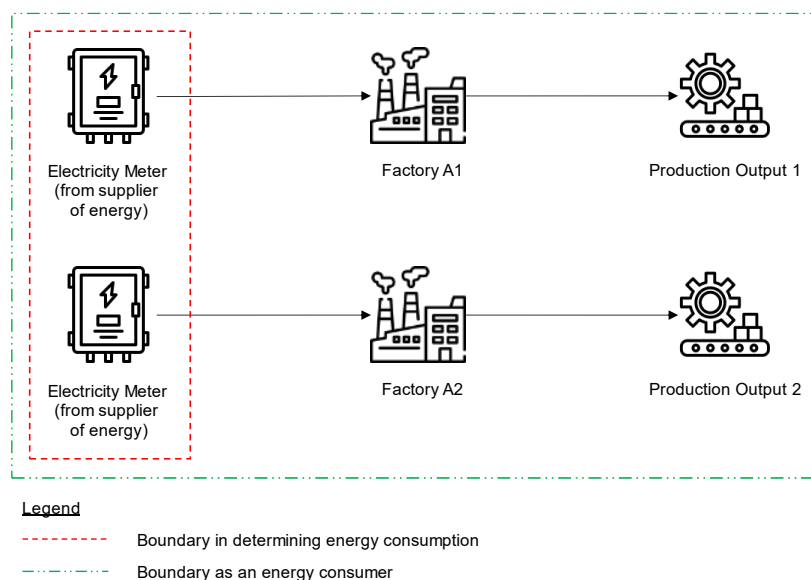 Electricity Meter
(from supplier
of energy)
Factory A1
Production Output 1
Electricity Meter
(from supplier
of energy)
Factory A2
Production Output 2
Legend
Boundary in determining energy consumption
Boundary as an energy consumer